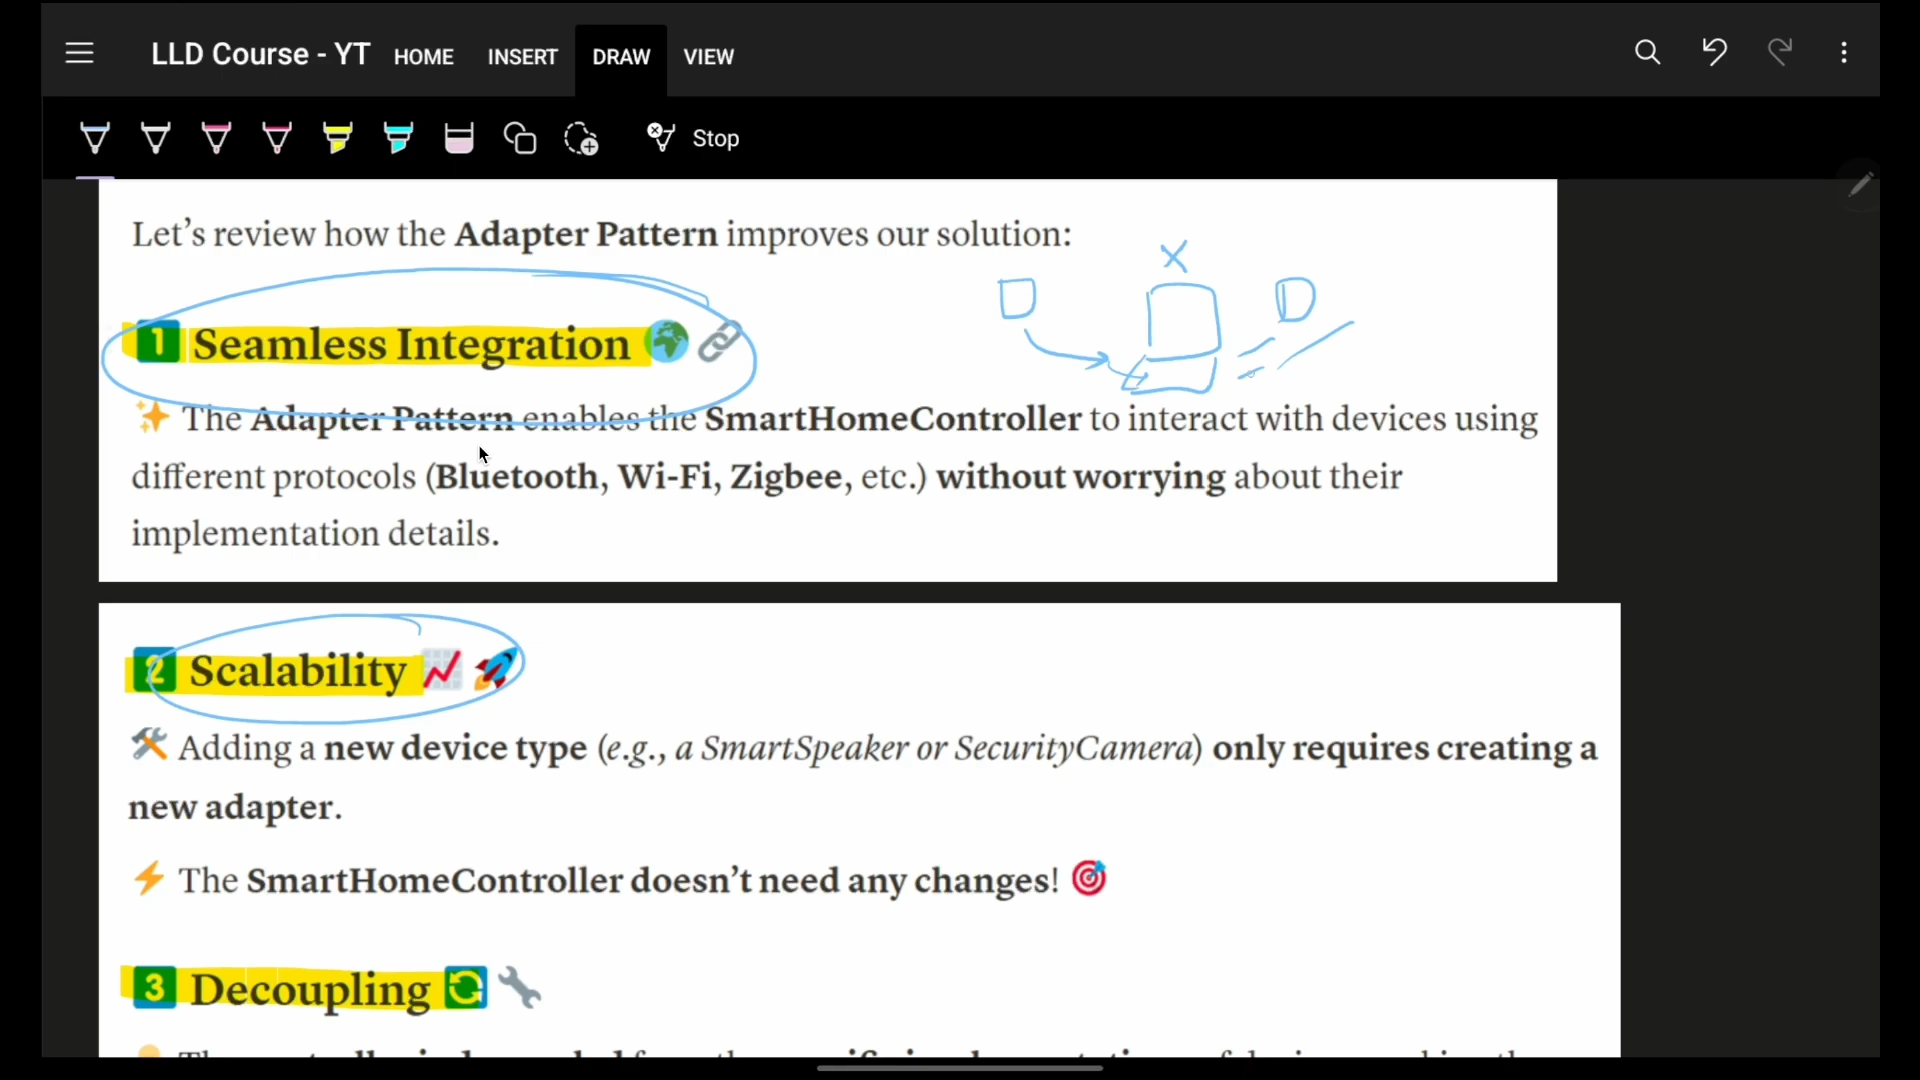 LLD Course - YT HOME INSERT DRAW VIEW
Stop
Let's review how the Adapter Pattern improves our solution:
X
D
1 Seamless Integration
✨ The Adapter Pattern enables the SmartHomeController to interact with devices using
different protocols (Bluetooth, Wi-Fi, Zigbee, etc.) without worrying about their
implementation details.
2 Scalability
Adding a new device type (e.g., a SmartSpeaker or SecurityCamera) only requires creating a
new adapter.
⚡ The SmartHomeController doesn't need any changes! 🎯
3 Decoupling